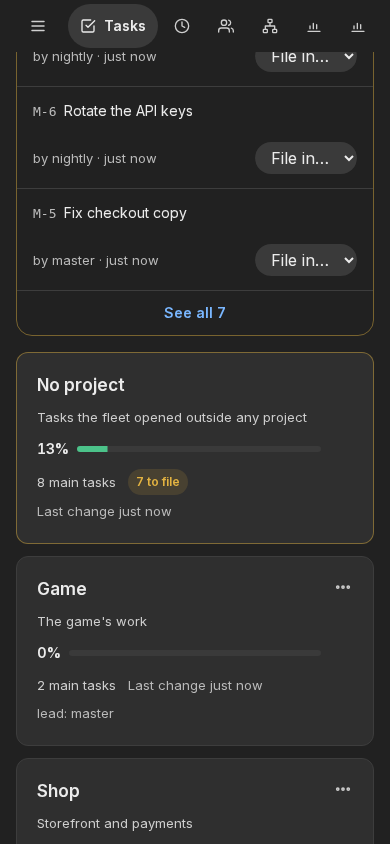 Tasks
by nightly · just now
File in…
M-6 Rotate the API keys
by nightly · just now
File in…
M-5 Fix checkout copy
by master · just now
File in…
See all 7
No project
Tasks the fleet opened outside any project
13%
8 main tasks 7 to file
Last change just now
Game
The game's work
0%
2 main tasks Last change just now
lead: master
Shop
Storefront and payments